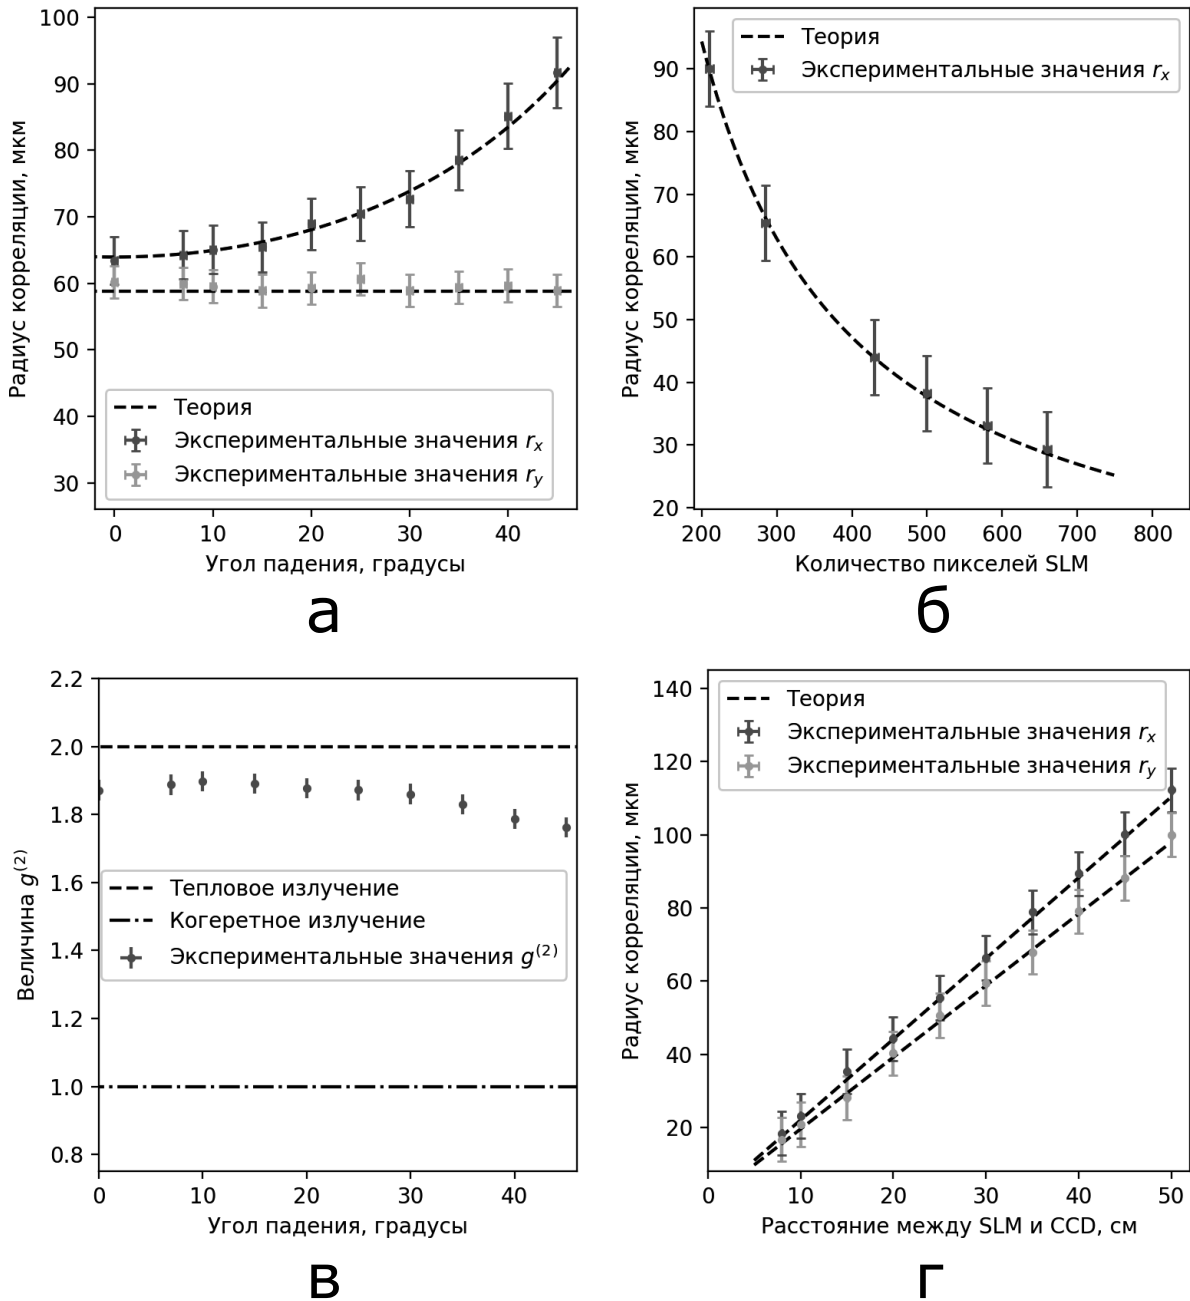 100
90
80
70
60
50
40
30
Радиус корреляции, мкм
Теория
Экспериментальные значения rₓ
Экспериментальные значения r_y
0 10 20 30 40
Угол падения, градусы
а
90
80
70
60
50
40
30
20
Радиус корреляции, мкм
Теория
Экспериментальные значения rₓ
200 300 400 500 600 700 800
Количество пикселей SLM
б
2.2
2.0
1.8
1.6
1.4
1.2
1.0
0.8
Величина g⁽²⁾
Тепловое излучение
Когеретное излучение
Экспериментальные значения g⁽²⁾
0 10 20 30 40
Угол падения, градусы
в
140
120
100
80
60
40
20
Радиус корреляции, мкм
Теория
Экспериментальные значения rₓ
Экспериментальные значения r_y
0 10 20 30 40 50
Расстояние между SLM и CCD, см
г